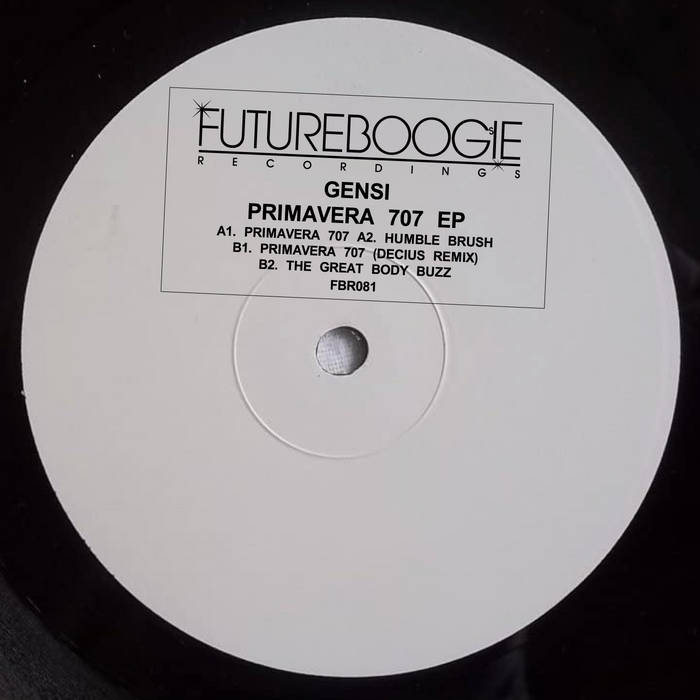 FUTUREBOOGIE
RECORDINGS
GENSI
PRIMAVERA 707 EP
A1. PRIMAVERA 707 A2. HUMBLE BRUSH
B1. PRIMAVERA 707 (DECIUS REMIX)
B2. THE GREAT BODY BUZZ
FBR081